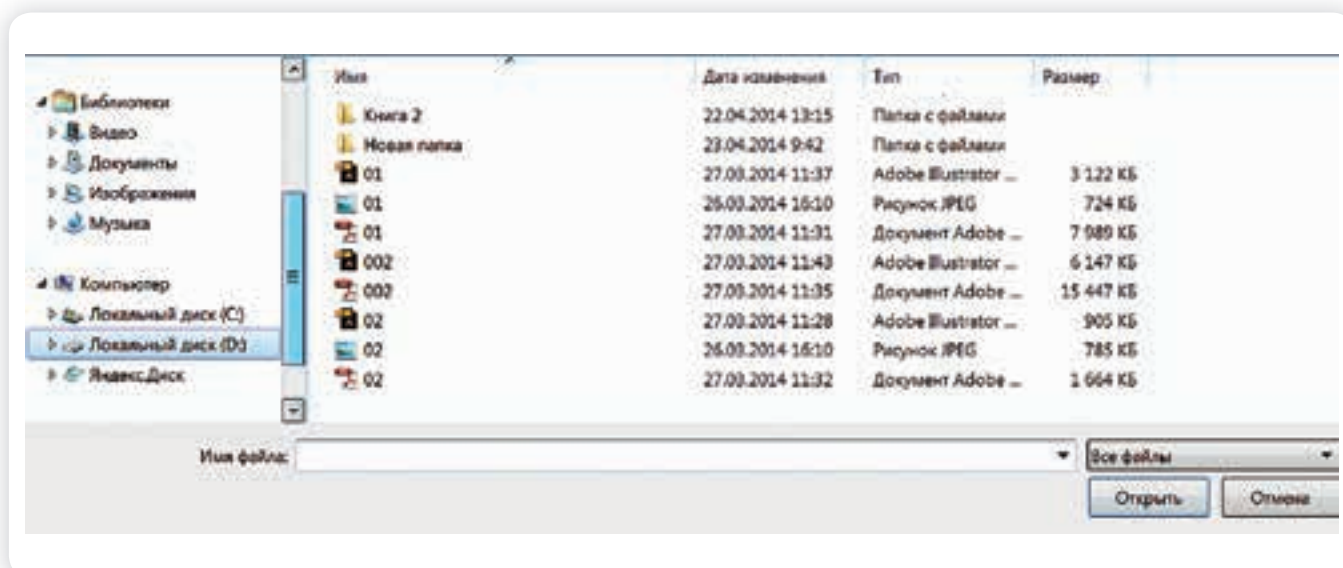 Библиотеки
Видео
Документы
Изображения
Музыка
Компьютер
Локальный диск (C:)
Локальный диск (D:)
Яндекс.Диск
Имя Дата изменения Тип Размер
Книга 2 22.04.2014 13:15 Папка с файлами
Новая папка 23.04.2014 9:42 Папка с файлами
01 27.03.2014 11:37 Adobe Illustrator ... 3 122 КБ
01 26.03.2014 16:10 Рисунок JPEG 724 КБ
01 27.03.2014 11:31 Документ Adobe ... 7 989 КБ
002 27.03.2014 11:43 Adobe Illustrator ... 6 147 КБ
002 27.03.2014 11:35 Документ Adobe ... 15 447 КБ
02 27.03.2014 11:28 Adobe Illustrator ... 905 КБ
02 26.03.2014 16:10 Рисунок JPEG 785 КБ
02 27.03.2014 11:32 Документ Adobe ... 1 664 КБ
Имя файла: Все файлы
Открыть Отмена